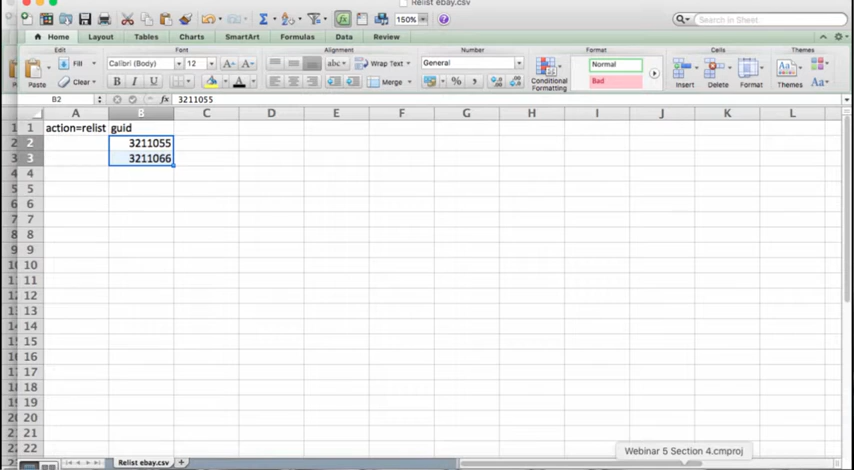 Relist ebay.csv
150%
Search in Sheet
Home Layout Tables Charts SmartArt Formulas Data Review
Edit Font Alignment Number Format Cells Themes
Fill Calibri (Body) 12 A A abc Wrap Text General Normal
Paste Clear B I U A Merge % Conditional Formatting Bad Insert Delete Format Themes Aa
B2 fx 3211055
A B C D E F G H I J K L
1 action=relist guid
2 3211055
3 3211066
4
5
6
7
8
9
10
11
12
13
14
15
16
17
18
19
20
21
22
Webinar 5 Section 4.cmproj
Relist ebay.csv